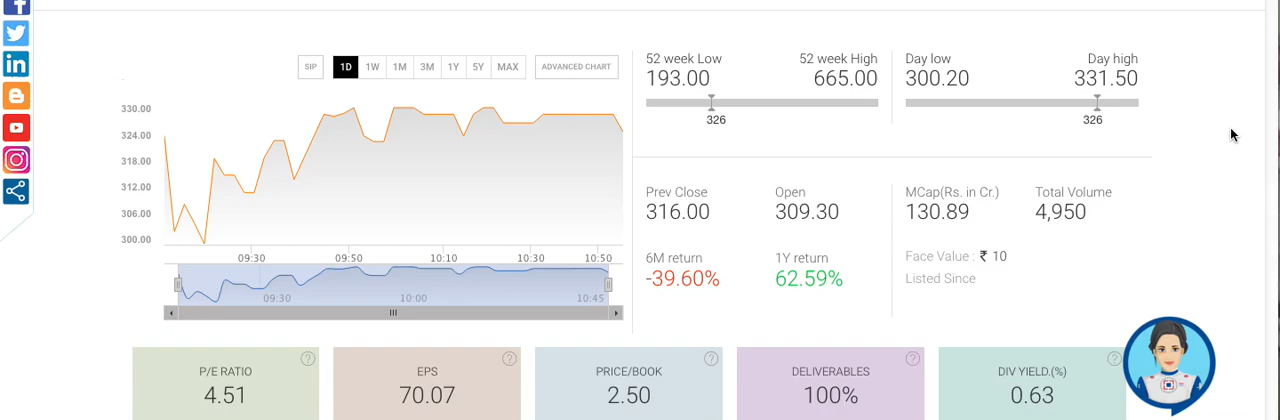 SIP 1D 1W 1M 3M 1Y 5Y MAX ADVANCED CHART
330.00
324.00
318.00
312.00
306.00
300.00
09:30 09:50 10:10 10:30 10:50
09:30 10:00 10:45
52 week Low 52 week High
193.00 665.00
326
Day low Day high
300.20 331.50
326
Prev Close Open
316.00 309.30
6M return 1Y return
-39.60% 62.59%
MCap(Rs. in Cr.) Total Volume
130.89 4,950
Face Value : ₹ 10
Listed Since
P/E RATIO ?
4.51
EPS ?
70.07
PRICE/BOOK ?
2.50
DELIVERABLES ?
100%
DIV YIELD.(%) ?
0.63